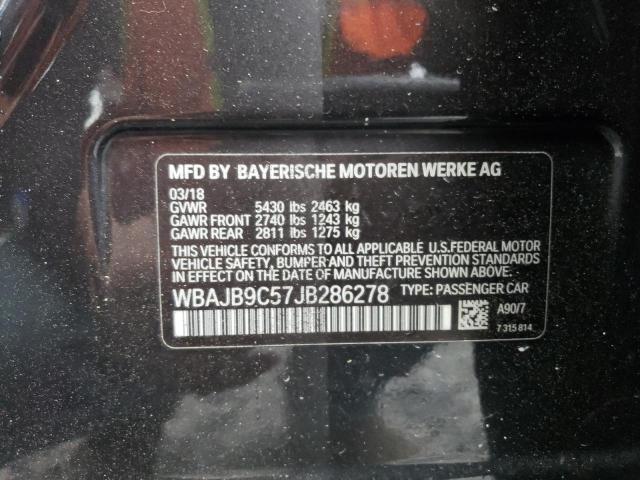 MFD BY BAYERISCHE MOTOREN WERKE AG
03/18
GVWR 5430 lbs 2463 kg
GAWR FRONT 2740 lbs 1243 kg
GAWR REAR 2811 lbs 1275 kg
THIS VEHICLE CONFORMS TO ALL APPLICABLE U.S.FEDERAL MOTOR
VEHICLE SAFETY, BUMPER AND THEFT PREVENTION STANDARDS
IN EFFECT ON THE DATE OF MANUFACTURE SHOWN ABOVE.
WBAJB9C57JB286278 TYPE: PASSENGER CAR
A90/7
7 315 814